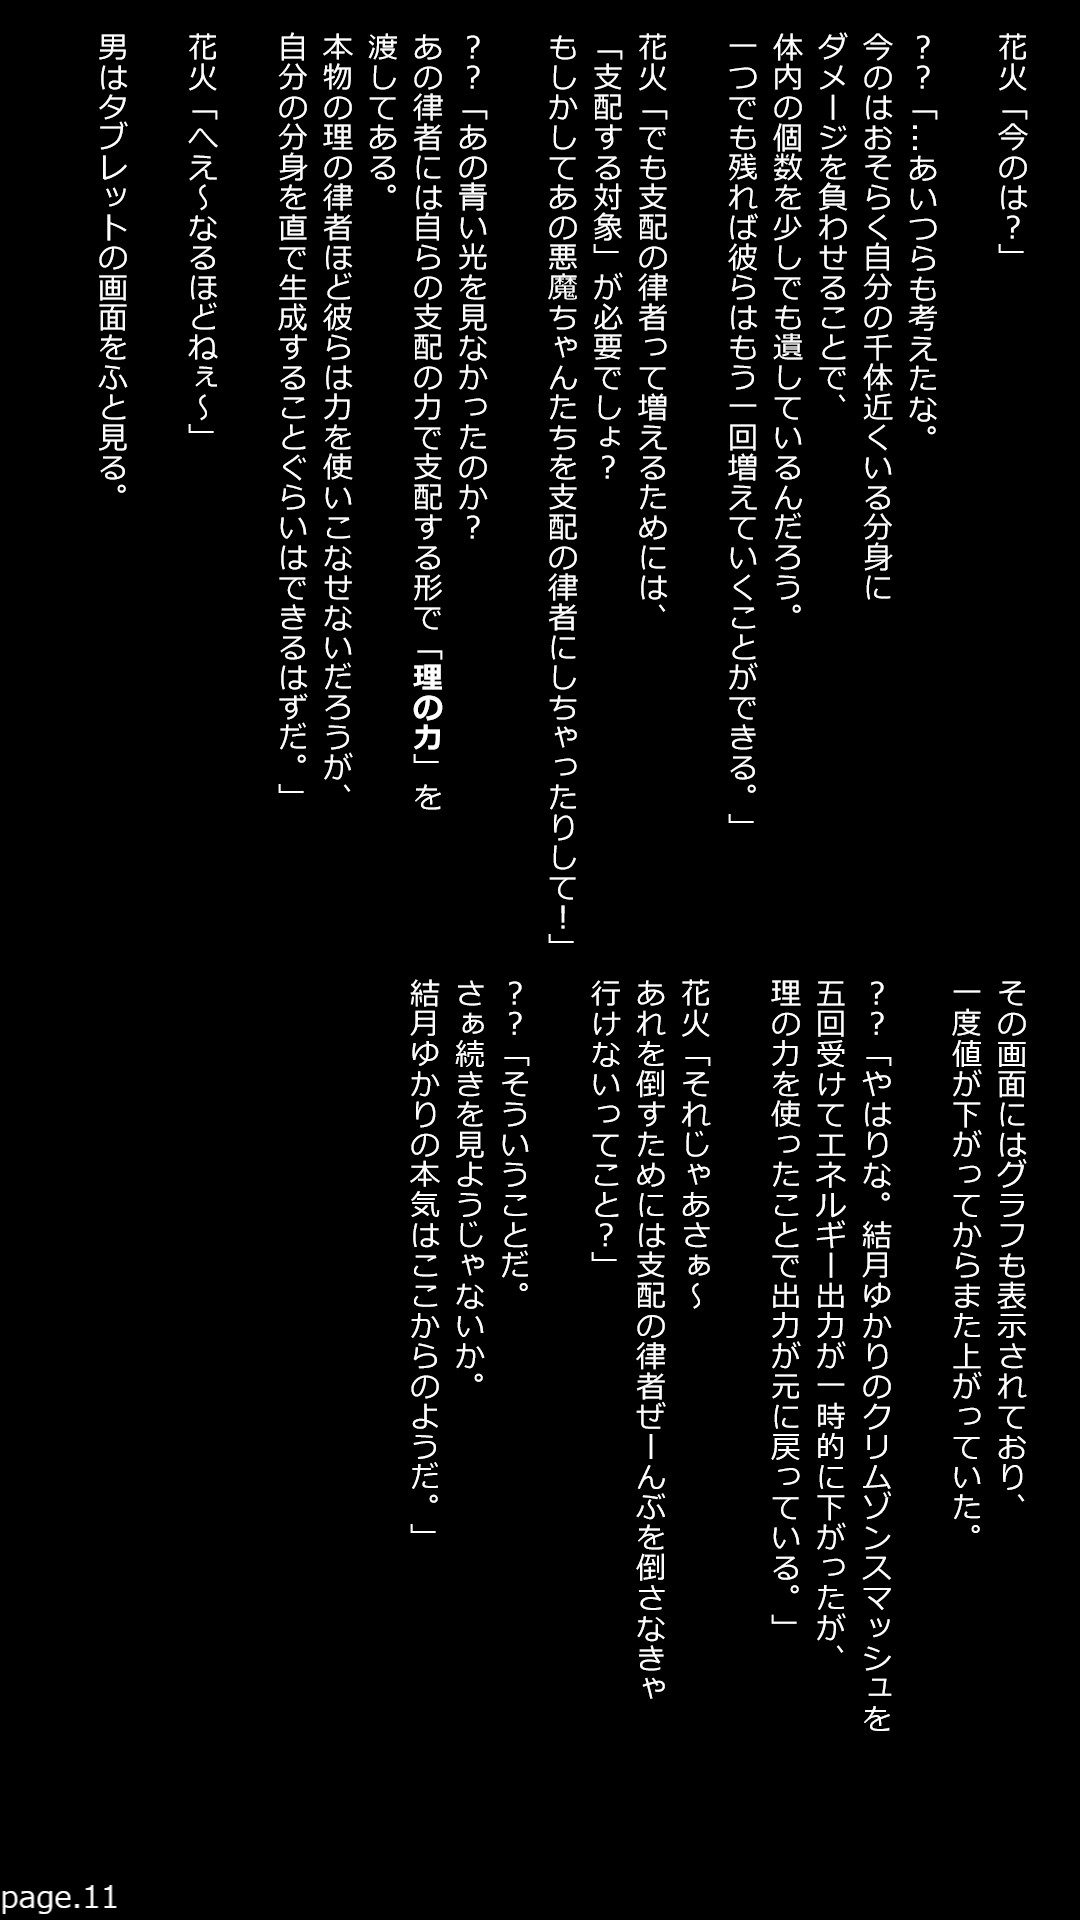 花火「今のは？」
？？「…あいつらも考えたな。
今のはおそらく自分の千体近くいる分身に
ダメージを負わせることで、
体内の個数を少しでも遺しているんだろう。
一つでも残れば彼らはもう一回増えていくことができる。」
花火「でも支配の律者って増えるためには、
「支配する対象」が必要でしょ？
もしかしてあの悪魔ちゃんたちを支配の律者にしちゃったりして！」
？？「あの青い光を見なかったのか？
あの律者には自らの支配の力で支配する形で「理の力」を
渡してある。
本物の理の律者ほど彼らは力を使いこなせないだろうが、
自分の分身を直で生成することぐらいはできるはずだ。」
花火「へえ～なるほどねぇ～」
男はタブレットの画面をふと見る。
その画面にはグラフも表示されており、
一度値が下がってからまた上がっていた。
？？「やはりな。結月ゆかりのクリムゾンスマッシュを
五回受けてエネルギー出力が一時的に下がったが、
理の力を使ったことで出力が元に戻っている。」
花火「それじゃあさぁ～
あれを倒すためには支配の律者ぜーんぶを倒さなきゃ
行けないってこと？」
？？「そういうことだ。
さぁ続きを見ようじゃないか。
結月ゆかりの本気はここからのようだ。」
page.11